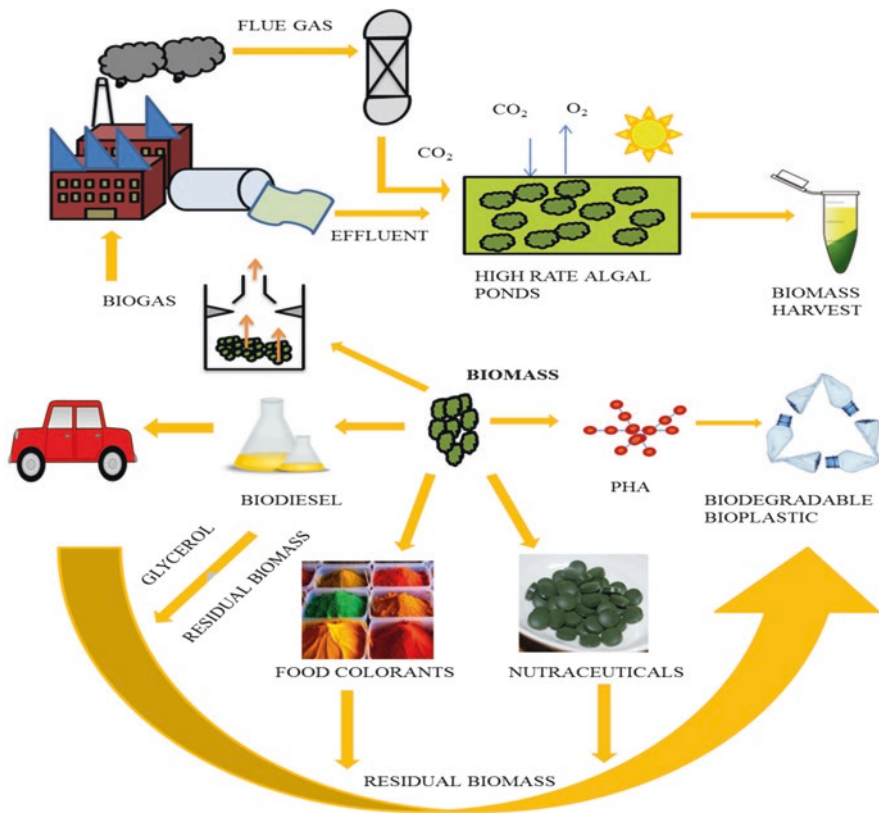 FLUE GAS
CO₂
CO₂
O₂
EFFLUENT
HIGH RATE ALGAL
PONDS
BIOMASS
HARVEST
BIOGAS
BIOMASS
BIODIESEL
PHA
BIODEGRADABLE
BIOPLASTIC
GLYCEROL
RESIDUAL BIOMASS
FOOD COLORANTS
NUTRACEUTICALS
RESIDUAL BIOMASS